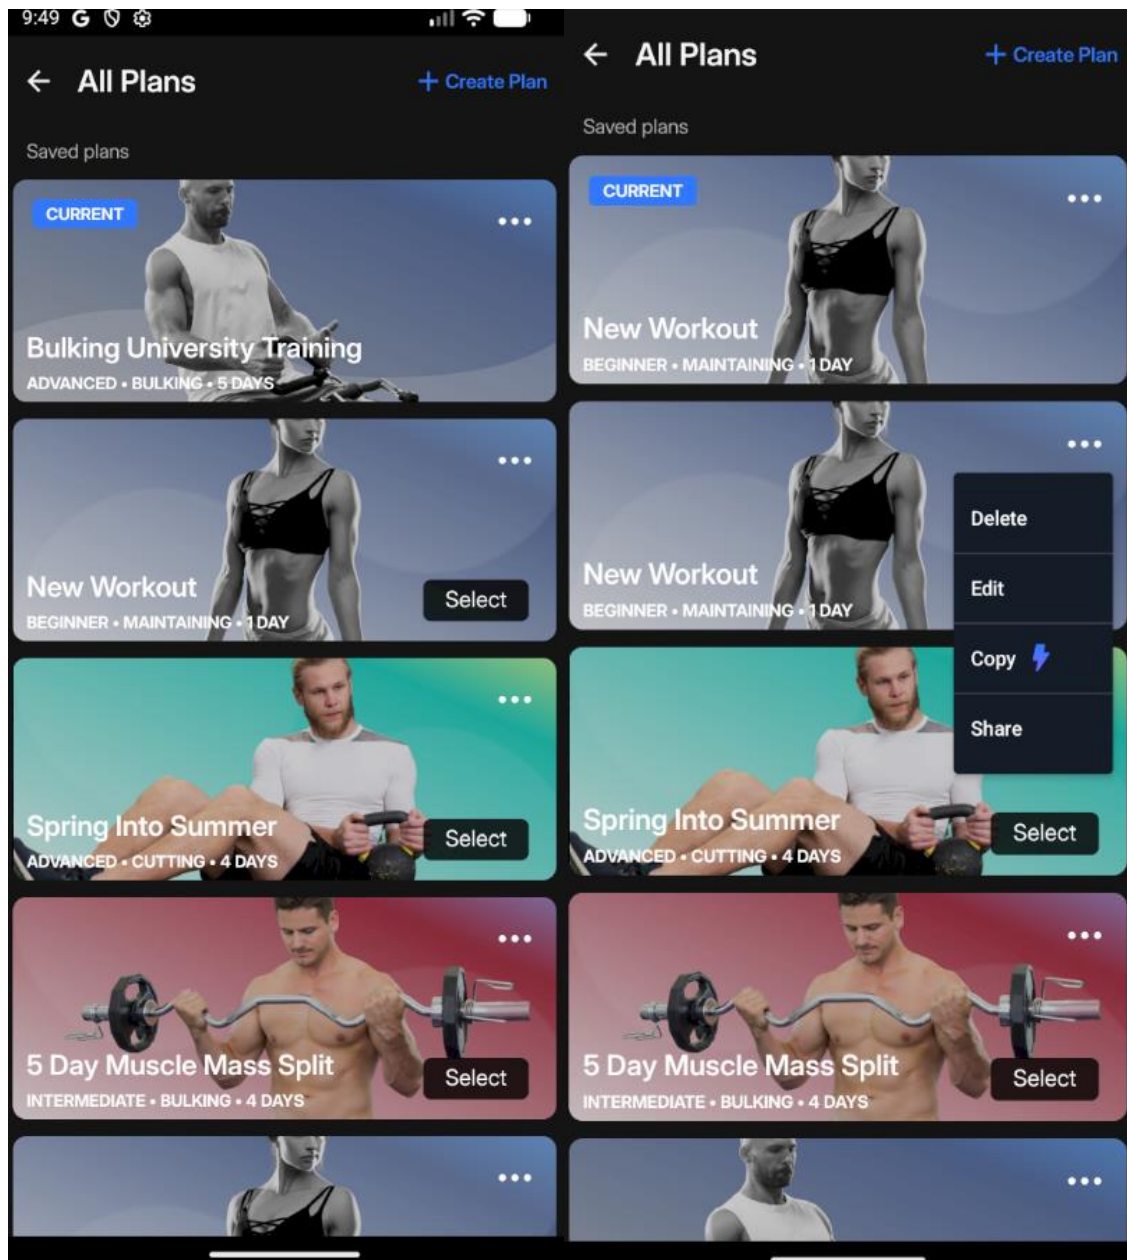 9:49 G
All Plans
+ Create Plan
Saved plans
CURRENT
Bulking University Training
ADVANCED • BULKING • 5 DAYS
New Workout
Select
BEGINNER • MAINTAINING • 1 DAY
Spring Into Summer
Select
ADVANCED • CUTTING • 4 DAYS
5 Day Muscle Mass Split
Select
INTERMEDIATE • BULKING • 4 DAYS
All Plans
+ Create Plan
Saved plans
CURRENT
New Workout
BEGINNER • MAINTAINING • 1 DAY
New Workout
BEGINNER • MAINTAINING • 1 DAY
Delete
Edit
Copy
Share
Spring Into Summer
Select
ADVANCED • CUTTING • 4 DAYS
5 Day Muscle Mass Split
Select
INTERMEDIATE • BULKING • 4 DAYS